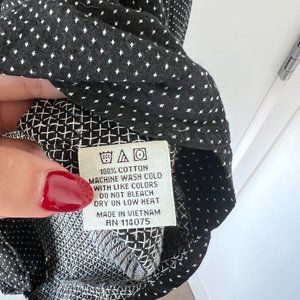 100% COTTON
MACHINE WASH COLD
WITH LIKE COLORS
DO NOT BLEACH
DRY ON LOW HEAT
MADE IN VIETNAM
RN 114075